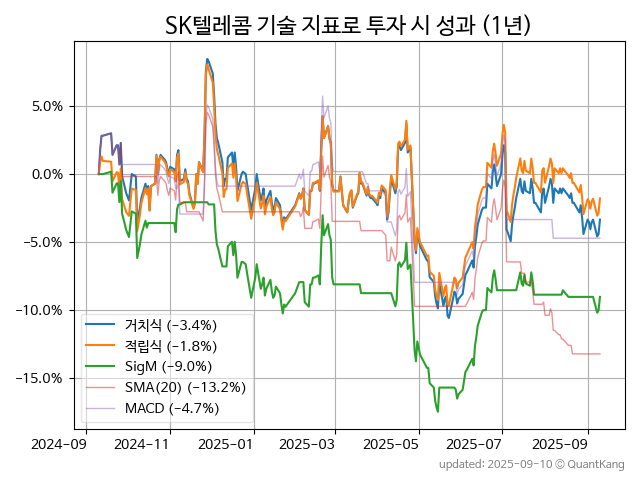 SK텔레콤 기술 지표로 투자 시 성과 (1년)
5.0%
0.0%
−5.0%
−10.0%
−15.0%
거치식 (−3.4%)
적립식 (−1.8%)
SigM (−9.0%)
SMA(20) (−13.2%)
MACD (−4.7%)
2024-09 2024-11 2025-01 2025-03 2025-05 2025-07 2025-09
updated: 2025-09-10 © QuantKang